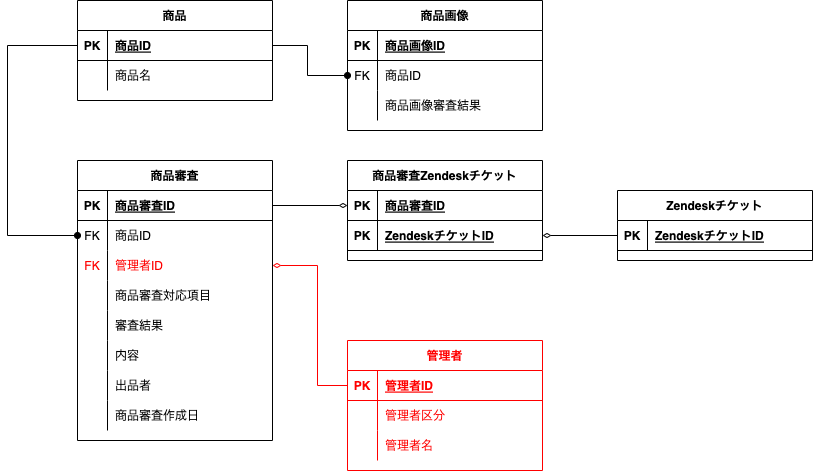 商品
PK 商品ID
商品名
商品画像
PK 商品画像ID
FK 商品ID
商品画像審査結果
商品審査
PK 商品審査ID
FK 商品ID
FK 管理者ID
商品審査対応項目
審査結果
内容
出品者
商品審査作成日
商品審査Zendeskチケット
PK 商品審査ID
PK ZendeskチケットID
Zendeskチケット
PK ZendeskチケットID
管理者
PK 管理者ID
管理者区分
管理者名